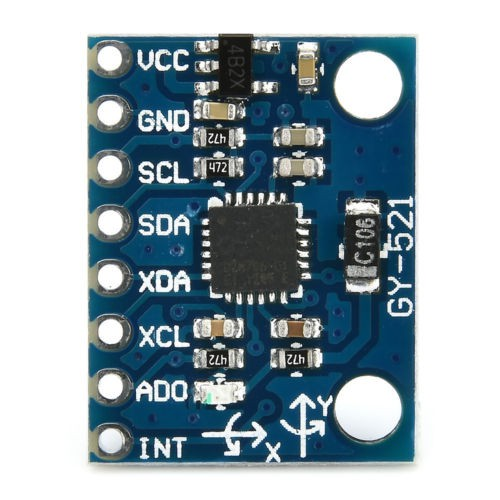 VCC
4B2X
GND
472
SCL
472
SDA
C106
GY-521
XDA
XCL
472
472
ADO
Y
INT
X